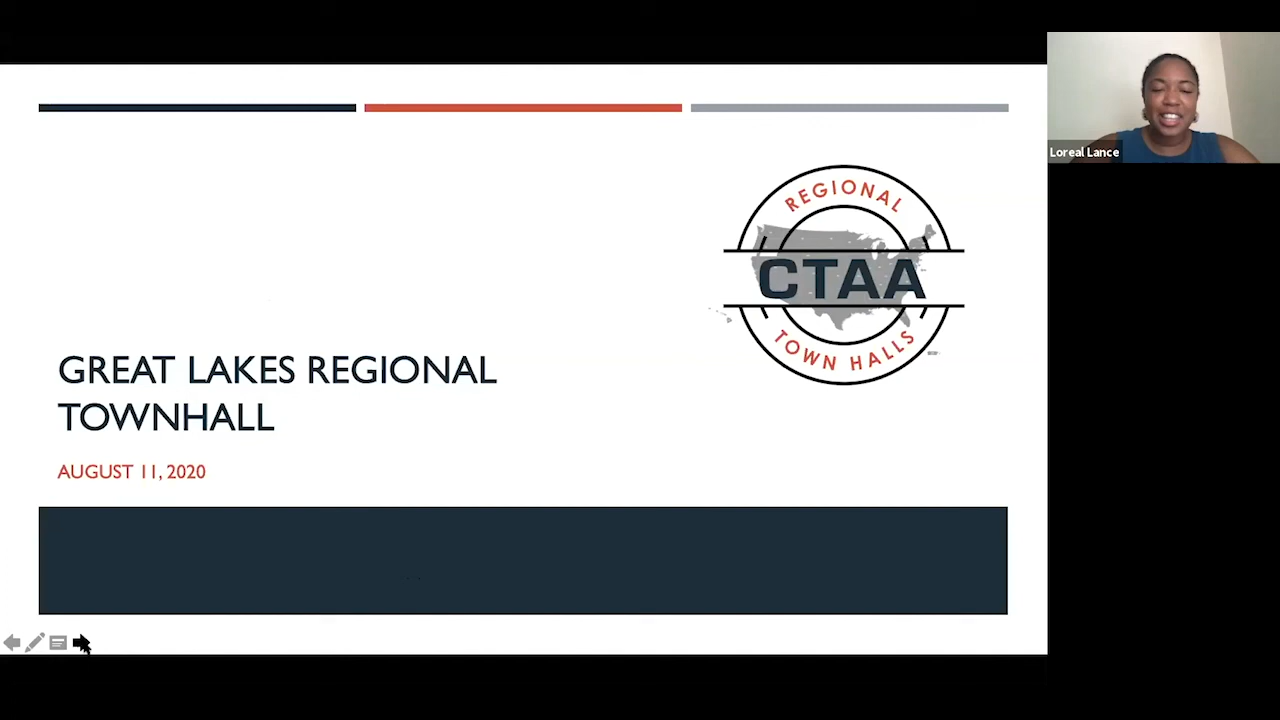 REGIONAL
CTAA
TOWN HALLS
GREAT LAKES REGIONAL
TOWNHALL
AUGUST 11, 2020
Loreal Lance